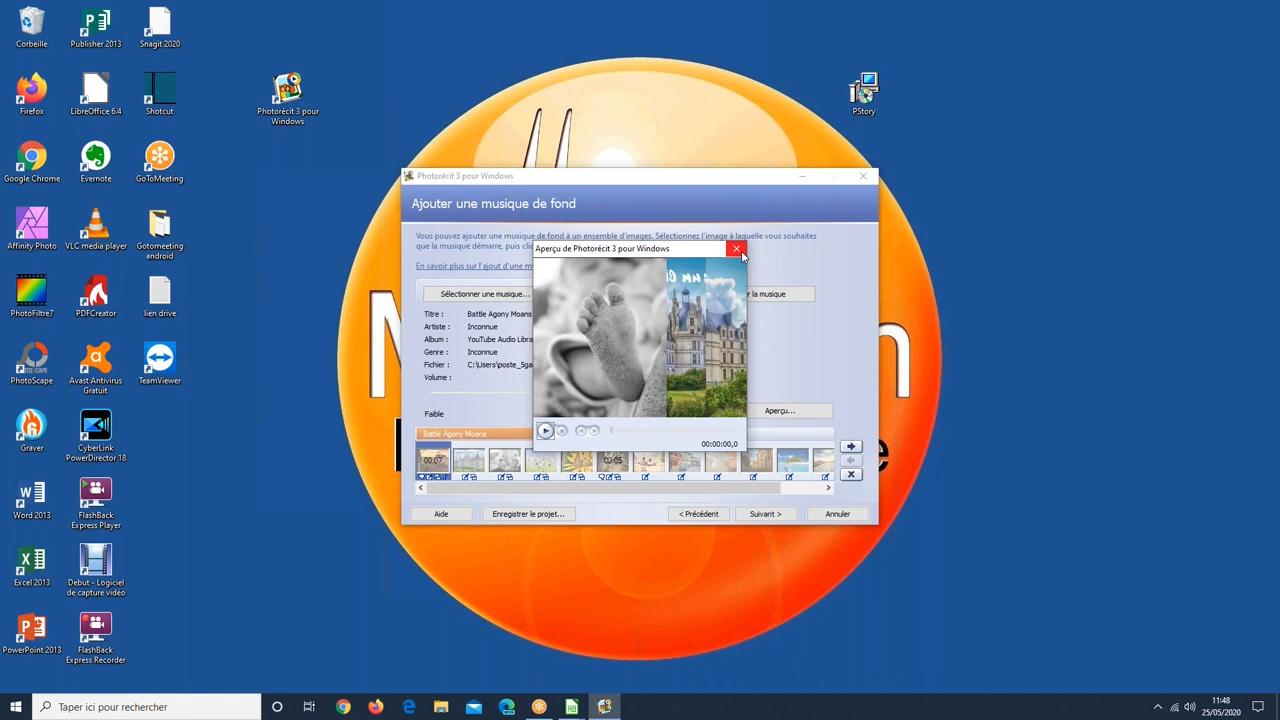 Corbeille
Publisher 2013
Snagit 2020
Firefox
LibreOffice 6.4
Shotcut
Photorécit 3 pour
Windows
PStory
Google Chrome
Evernote
GoToMeeting
Affinity Photo
VLC media player
Gotomeeting
android
PhotoFiltre7
PDFCreator
lien drive
PhotoScape
Avast Antivirus
Gratuit
TeamViewer
Graver
CyberLink
PowerDirector 18
Word 2013
FlashBack
Express Player
Excel 2013
Debut - Logiciel
de capture vidéo
PowerPoint 2013
FlashBack
Express Recorder
Photorécit 3 pour Windows
Ajouter une musique de fond
Vous pouvez ajouter une musique de fond à un ensemble d'images. Sélectionnez l'image à laquelle vous souhaitez
que la musique démarre, puis
En savoir plus sur l'ajout d'une
Aperçu de Photorécit 3 pour Windows
Sélectionner une musique...
la musique
Titre :
Battle Agony Moans
Artiste :
Inconnue
Album :
YouTube Audio
Genre :
Inconnue
Fichier :
Volume :
Faible
Aperçu...
00:00:00,0
Battle Agony Moans
00:07
00:05
Aide
Enregistrer le projet...
< Précédent
Suivant >
Annuler
Taper ici pour rechercher
11:48
25/05/2020